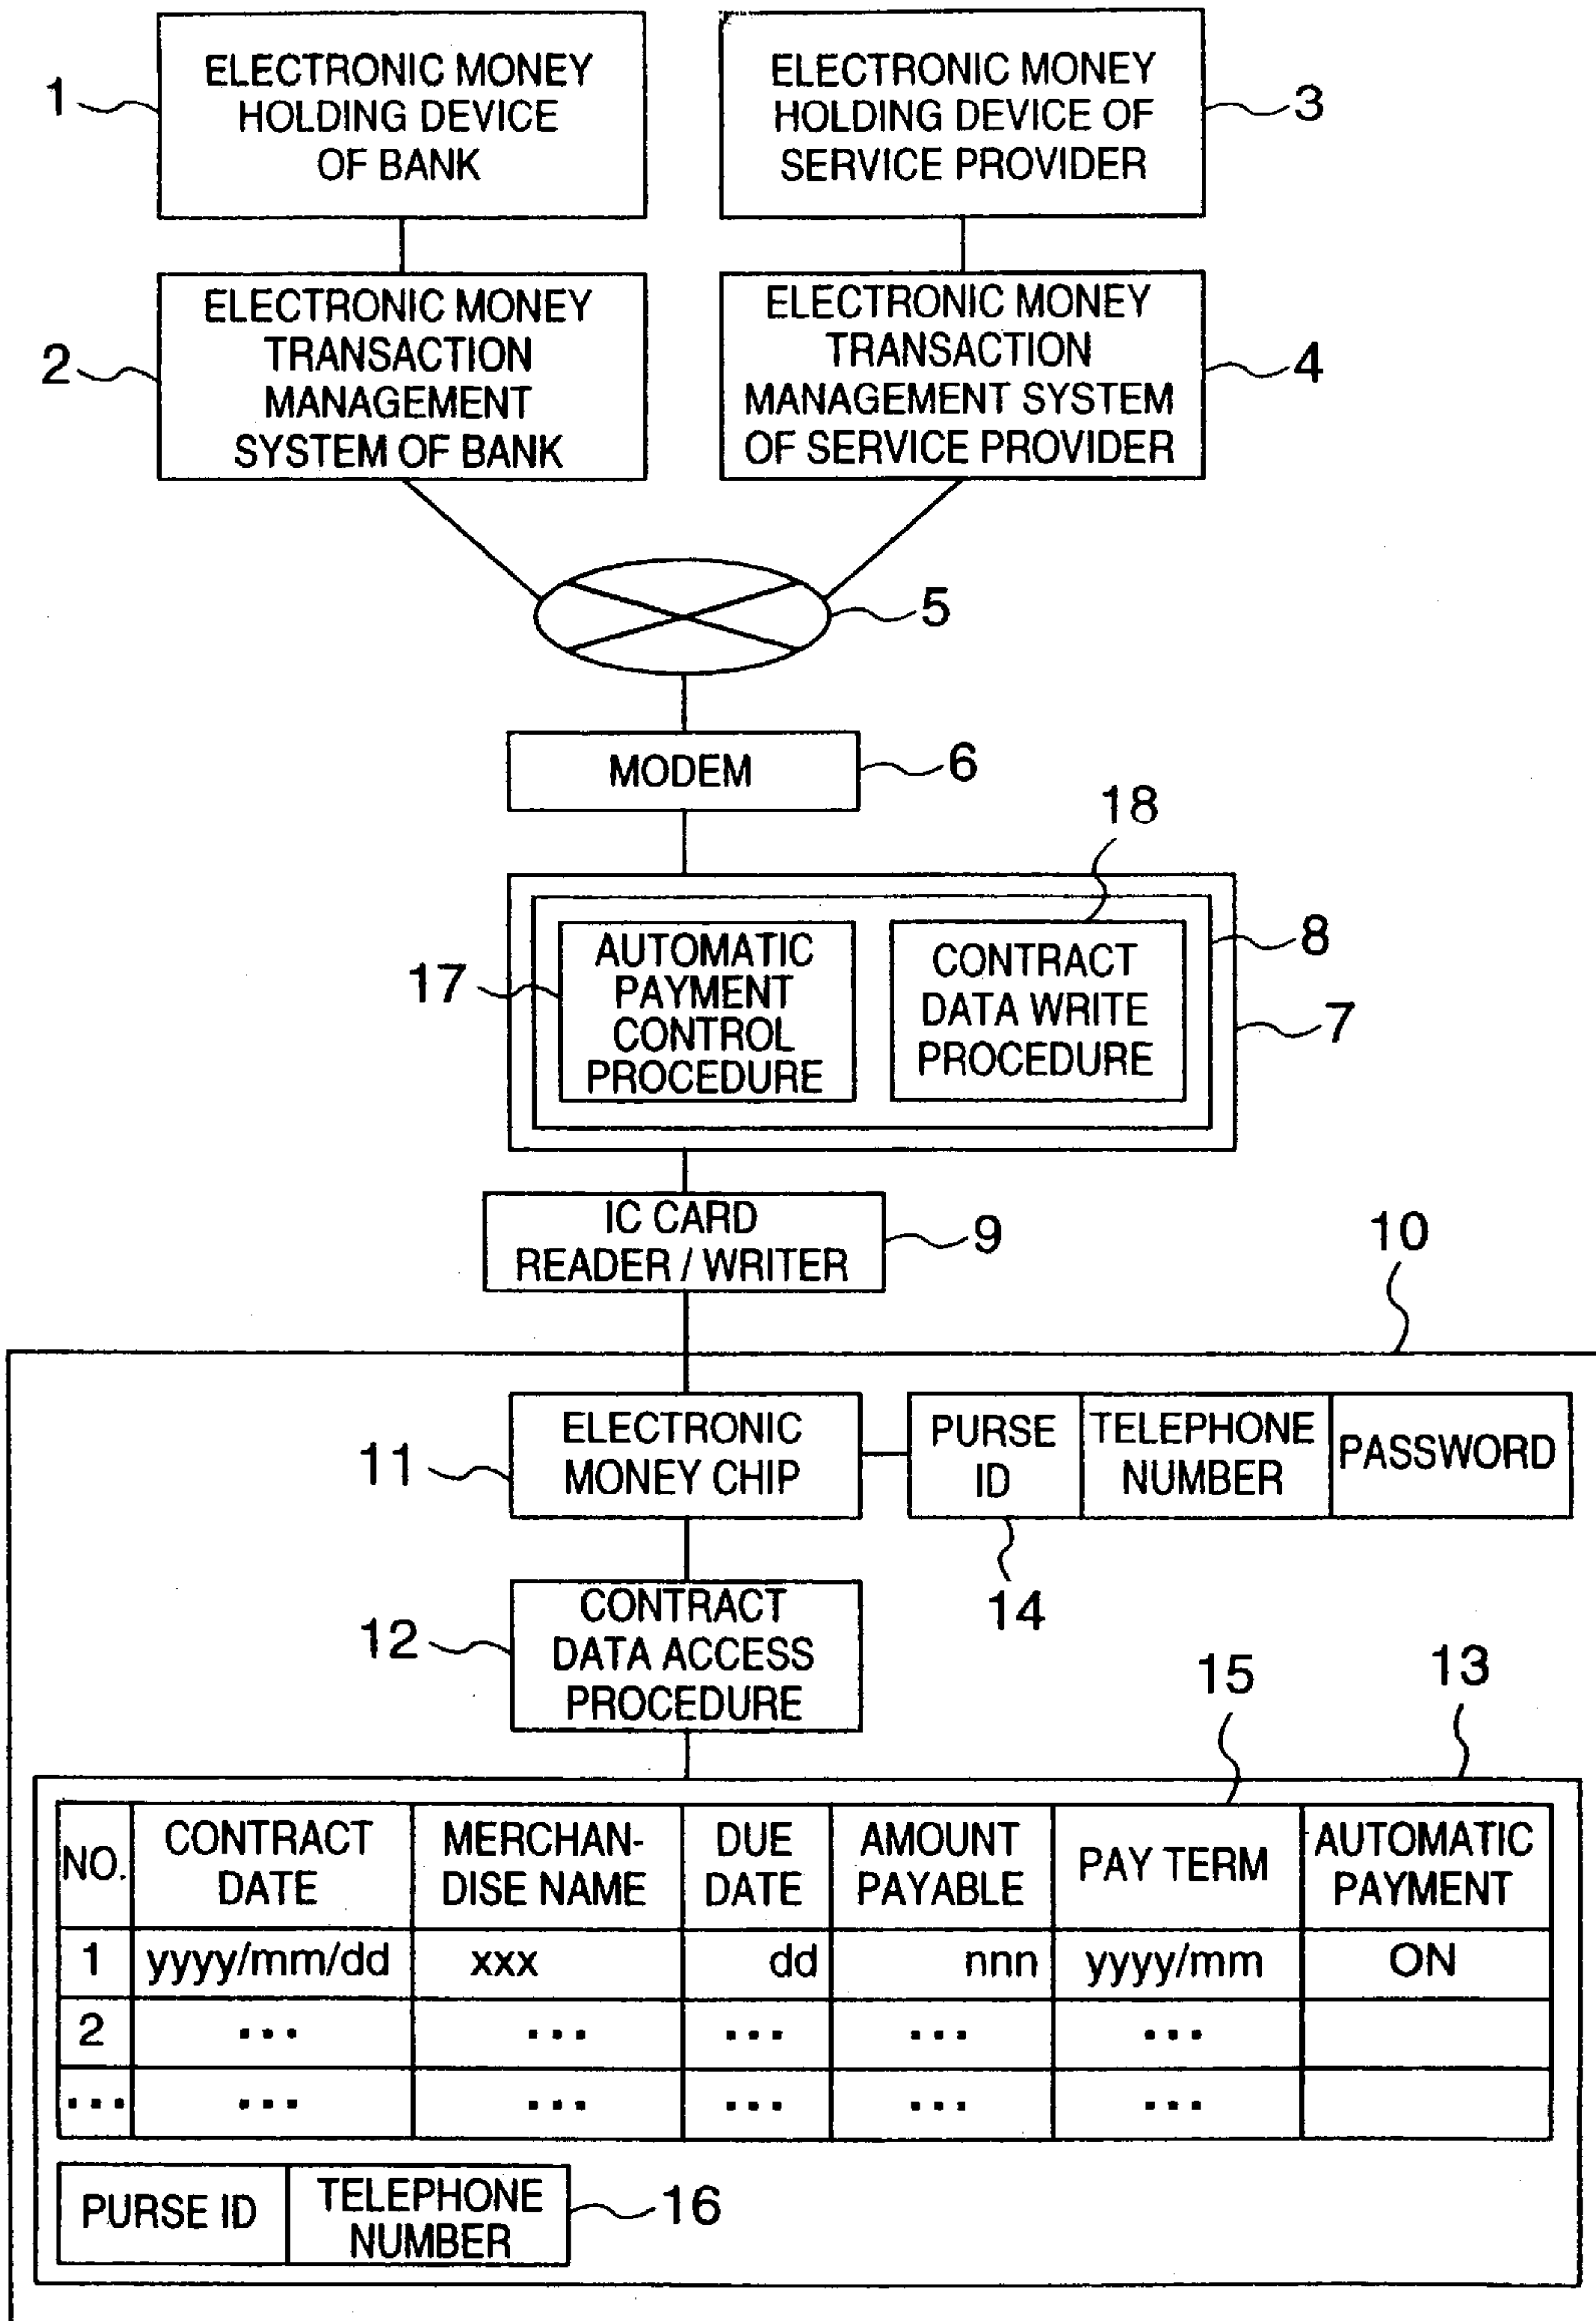 ELECTRONIC MONEY
HOLDING DEVICE
OF BANK
1
ELECTRONIC MONEY
HOLDING DEVICE OF
SERVICE PROVIDER
3
ELECTRONIC MONEY
TRANSACTION
MANAGEMENT
SYSTEM OF BANK
2
ELECTRONIC MONEY
TRANSACTION
MANAGEMENT SYSTEM
OF SERVICE PROVIDER
4
5
MODEM
6
18
17
AUTOMATIC
PAYMENT
CONTROL
PROCEDURE
CONTRACT
DATA WRITE
PROCEDURE
8
7
IC CARD
READER / WRITER
9
10
11
ELECTRONIC
MONEY CHIP
PURSE
ID
TELEPHONE
NUMBER
PASSWORD
14
12
CONTRACT
DATA ACCESS
PROCEDURE
15
13
NO.
CONTRACT
DATE
MERCHAN-
DISE NAME
DUE
DATE
AMOUNT
PAYABLE
PAY TERM
AUTOMATIC
PAYMENT
1 yyyy/mm/dd xxx dd nnn yyyy/mm ON
2 ... ... ... ... ...
... ... ... ... ... ...
PURSE ID
TELEPHONE
NUMBER
16